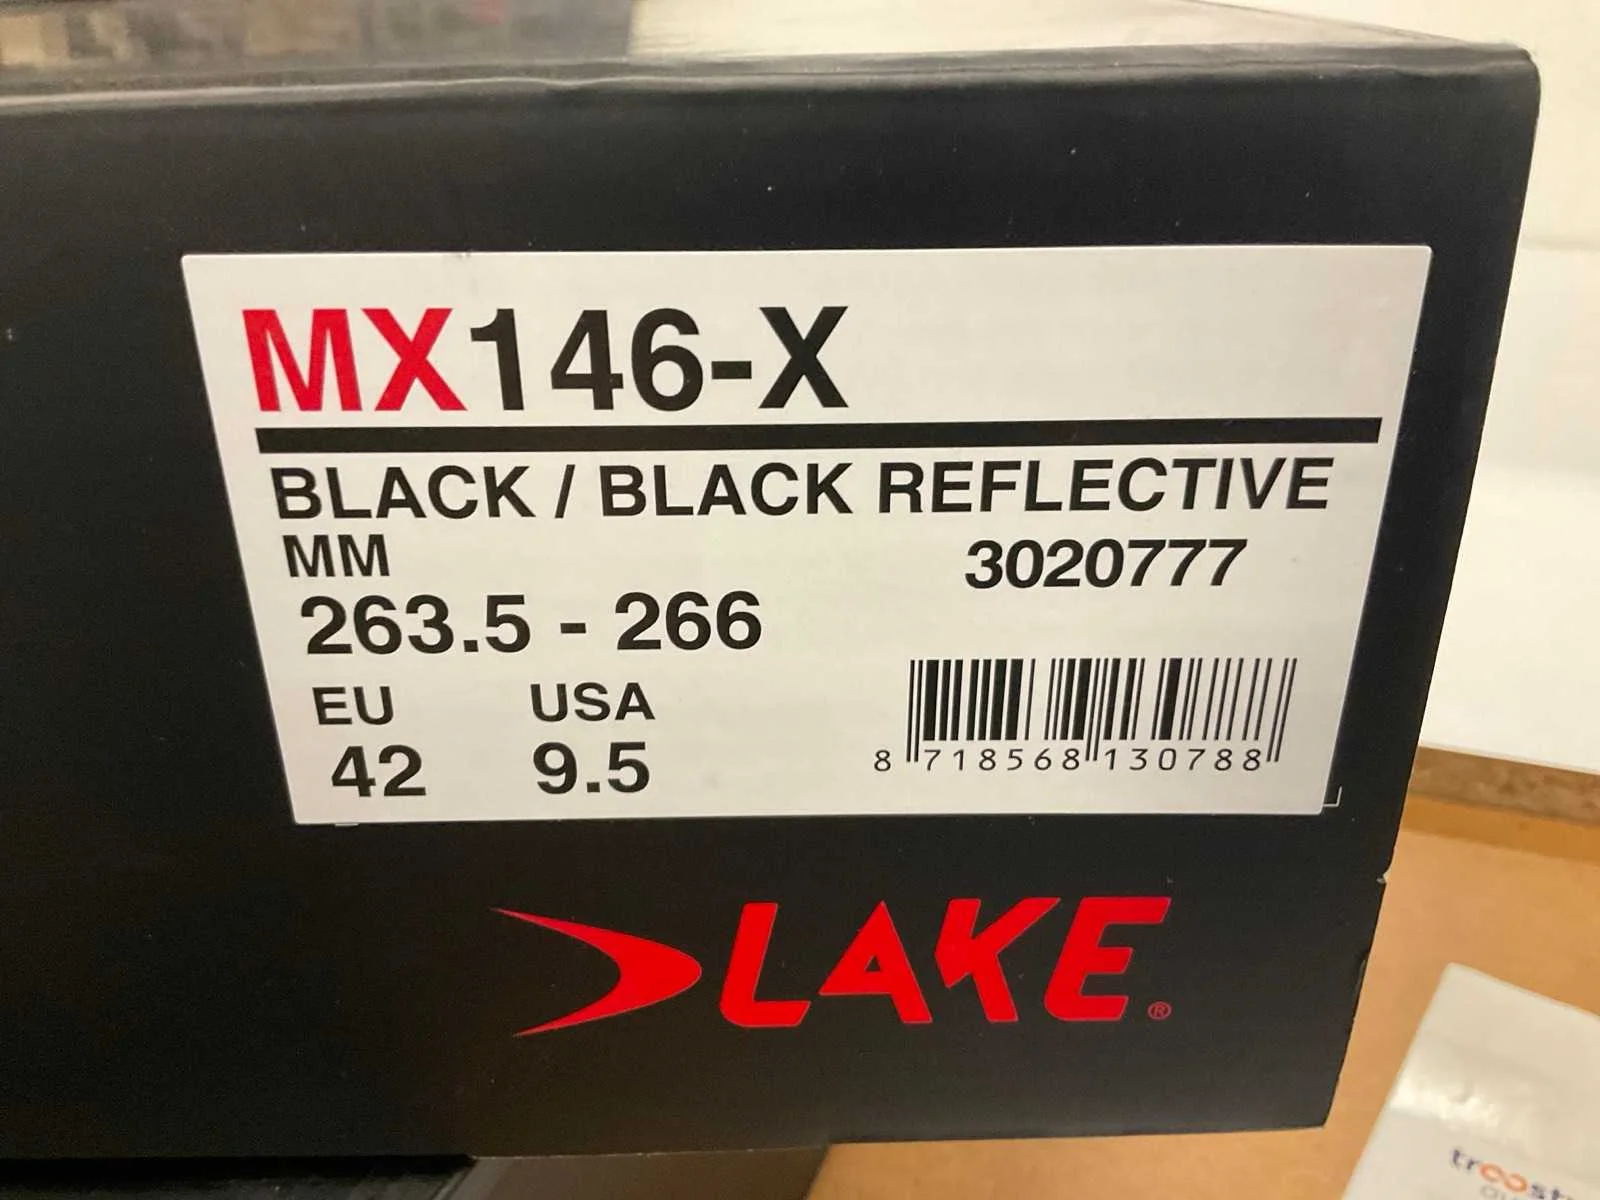 MX146-X
BLACK / BLACK REFLECTIVE
MM 3020777
263.5 - 266
EU USA
42 9.5
8 718568 130788
LAKE®